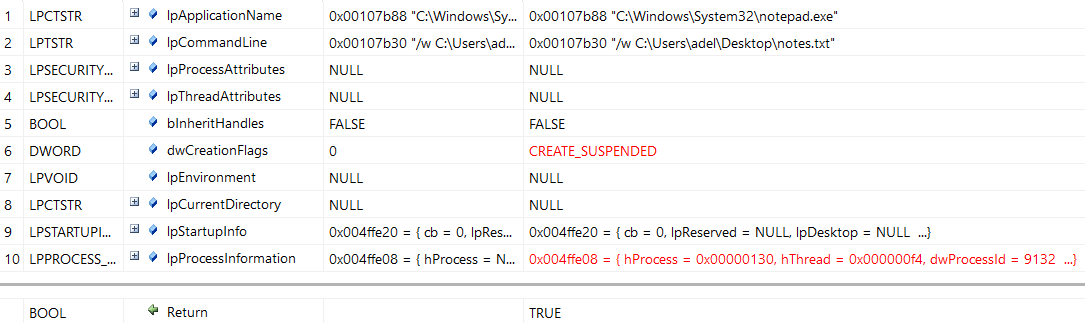 1 LPCTSTR lpApplicationName 0x00107b88 "C:\Windows\Sy... 0x00107b88 "C:\Windows\System32\notepad.exe"
2 LPTSTR lpCommandLine 0x00107b30 "/w C:\Users\ad... 0x00107b30 "/w C:\Users\adel\Desktop\notes.txt"
3 LPSECURITY... lpProcessAttributes NULL NULL
4 LPSECURITY... lpThreadAttributes NULL NULL
5 BOOL bInheritHandles FALSE FALSE
6 DWORD dwCreationFlags 0 CREATE_SUSPENDED
7 LPVOID lpEnvironment NULL NULL
8 LPCTSTR lpCurrentDirectory NULL NULL
9 LPSTARTUPI... lpStartupInfo 0x004ffe20 = { cb = 0, lpRes... 0x004ffe20 = { cb = 0, lpReserved = NULL, lpDesktop = NULL ...}
10 LPPROCESS_... lpProcessInformation 0x004ffe08 = { hProcess = N... 0x004ffe08 = { hProcess = 0x00000130, hThread = 0x000000f4, dwProcessId = 9132 ...}
BOOL Return TRUE